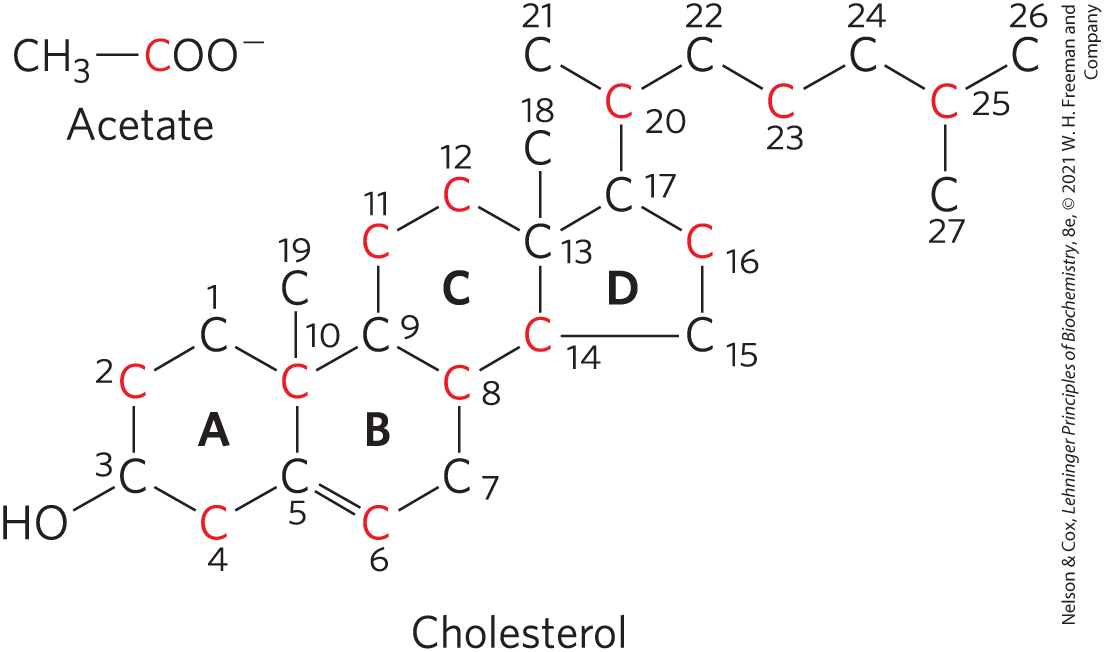 CH₃—COO⁻
Acetate
21
22
24
26
C
C
C
C
C
20
C
23
C
25
18
C
C
27
12
C
C
17
11
C
C
13
C
16
19
C
C
D
1
C
10
C
9
C
14
C
15
2
C
C
C
8
A
B
3
C
C
5
C
7
HO
C
4
C
6
Cholesterol
Nelson & Cox, Lehninger Principles of Biochemistry, 8e, © 2021 W. H. Freeman and
Company